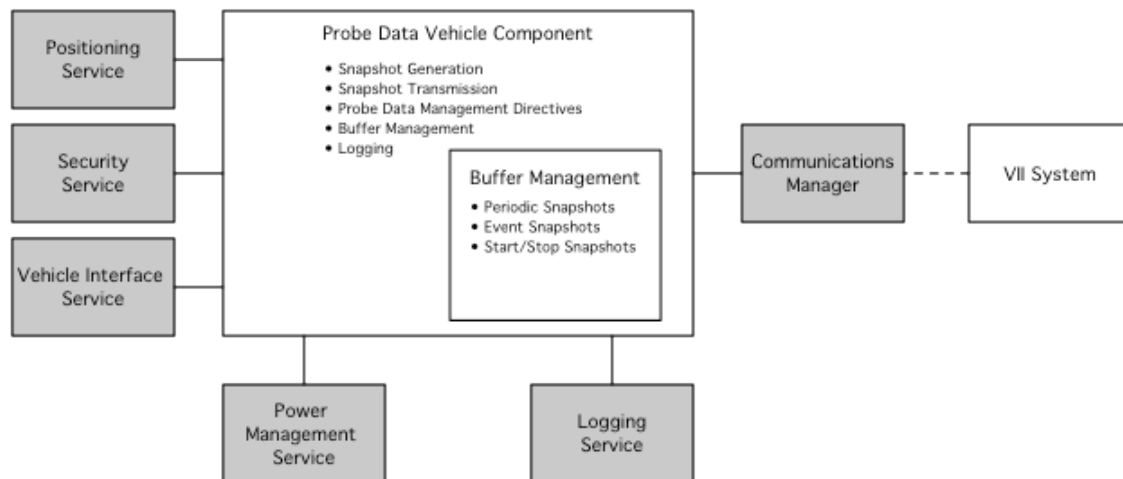 Positioning
Service
Security
Service
Vehicle Interface
Service
Probe Data Vehicle Component
• Snapshot Generation
• Snapshot Transmission
• Probe Data Management Directives
• Buffer Management
• Logging
Buffer Management
• Periodic Snapshots
• Event Snapshots
• Start/Stop Snapshots
Communications
Manager
VII System
Power
Management
Service
Logging
Service